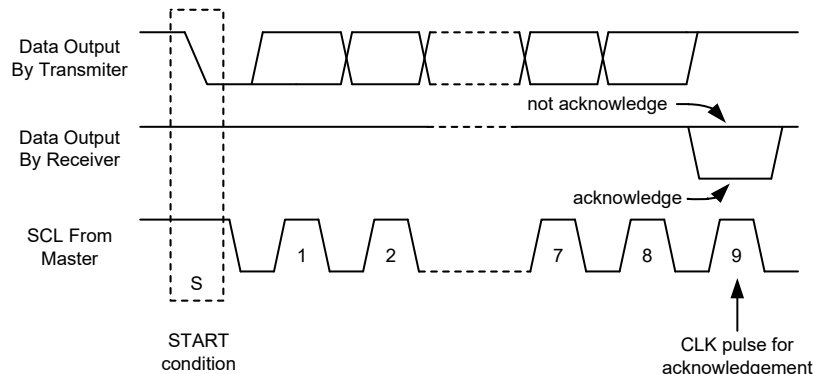 Data Output
By Transmiter
not acknowledge
Data Output
By Receiver
acknowledge
SCL From
Master
1
2
7
8
9
S
START
condition
CLK pulse for
acknowledgement